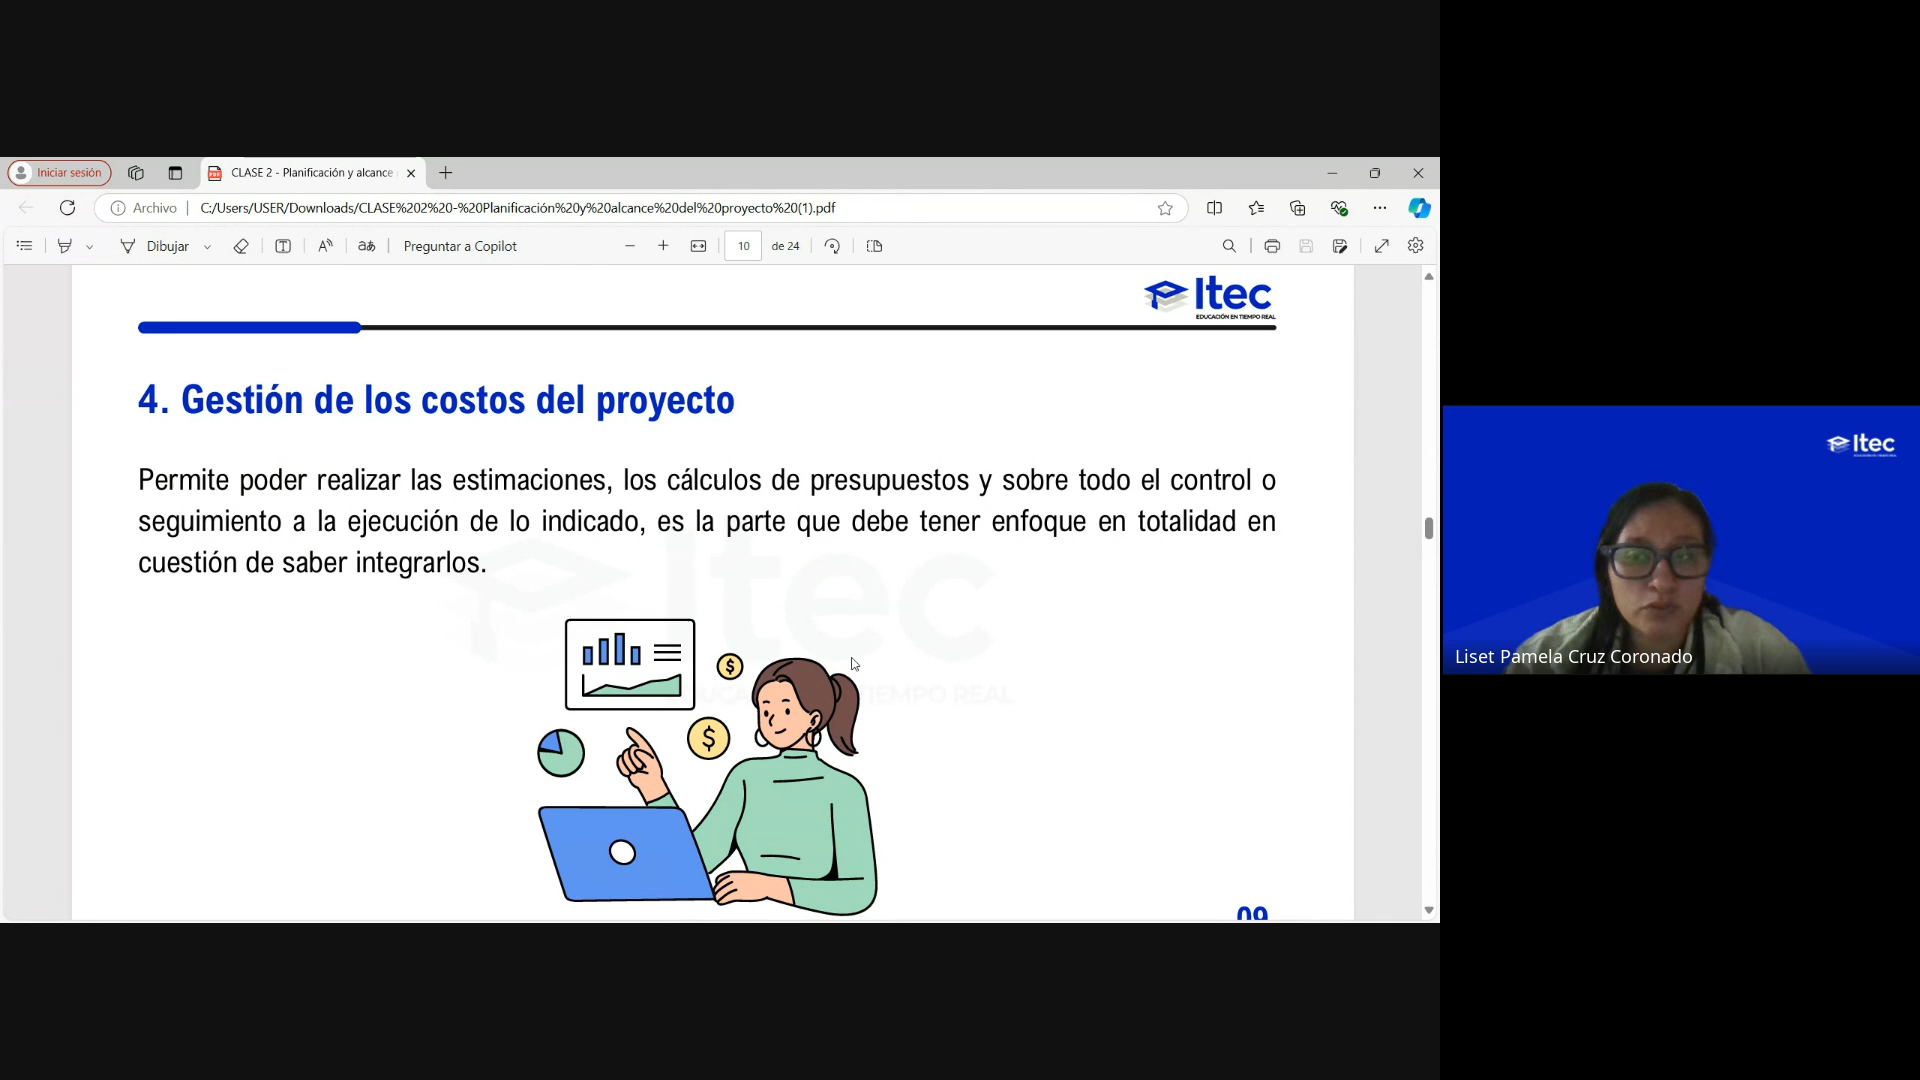 Iniciar sesión
CLASE 2 - Planificación y alcance
Archivo
C:/Users/USER/Downloads/CLASE%202%20-%20Planificación%20y%20alcance%20del%20proyecto%20(1).pdf
Dibujar
Preguntar a Copilot
10 de 24
Itec
EDUCACIÓN EN TIEMPO REAL
4. Gestión de los costos del proyecto
Permite poder realizar las estimaciones, los cálculos de presupuestos y sobre todo el control o
seguimiento a la ejecución de lo indicado, es la parte que debe tener enfoque en totalidad en
cuestión de saber integrarlos.
Itec
TIEMPO REAL
$
$
09
Itec
Liset Pamela Cruz Coronado